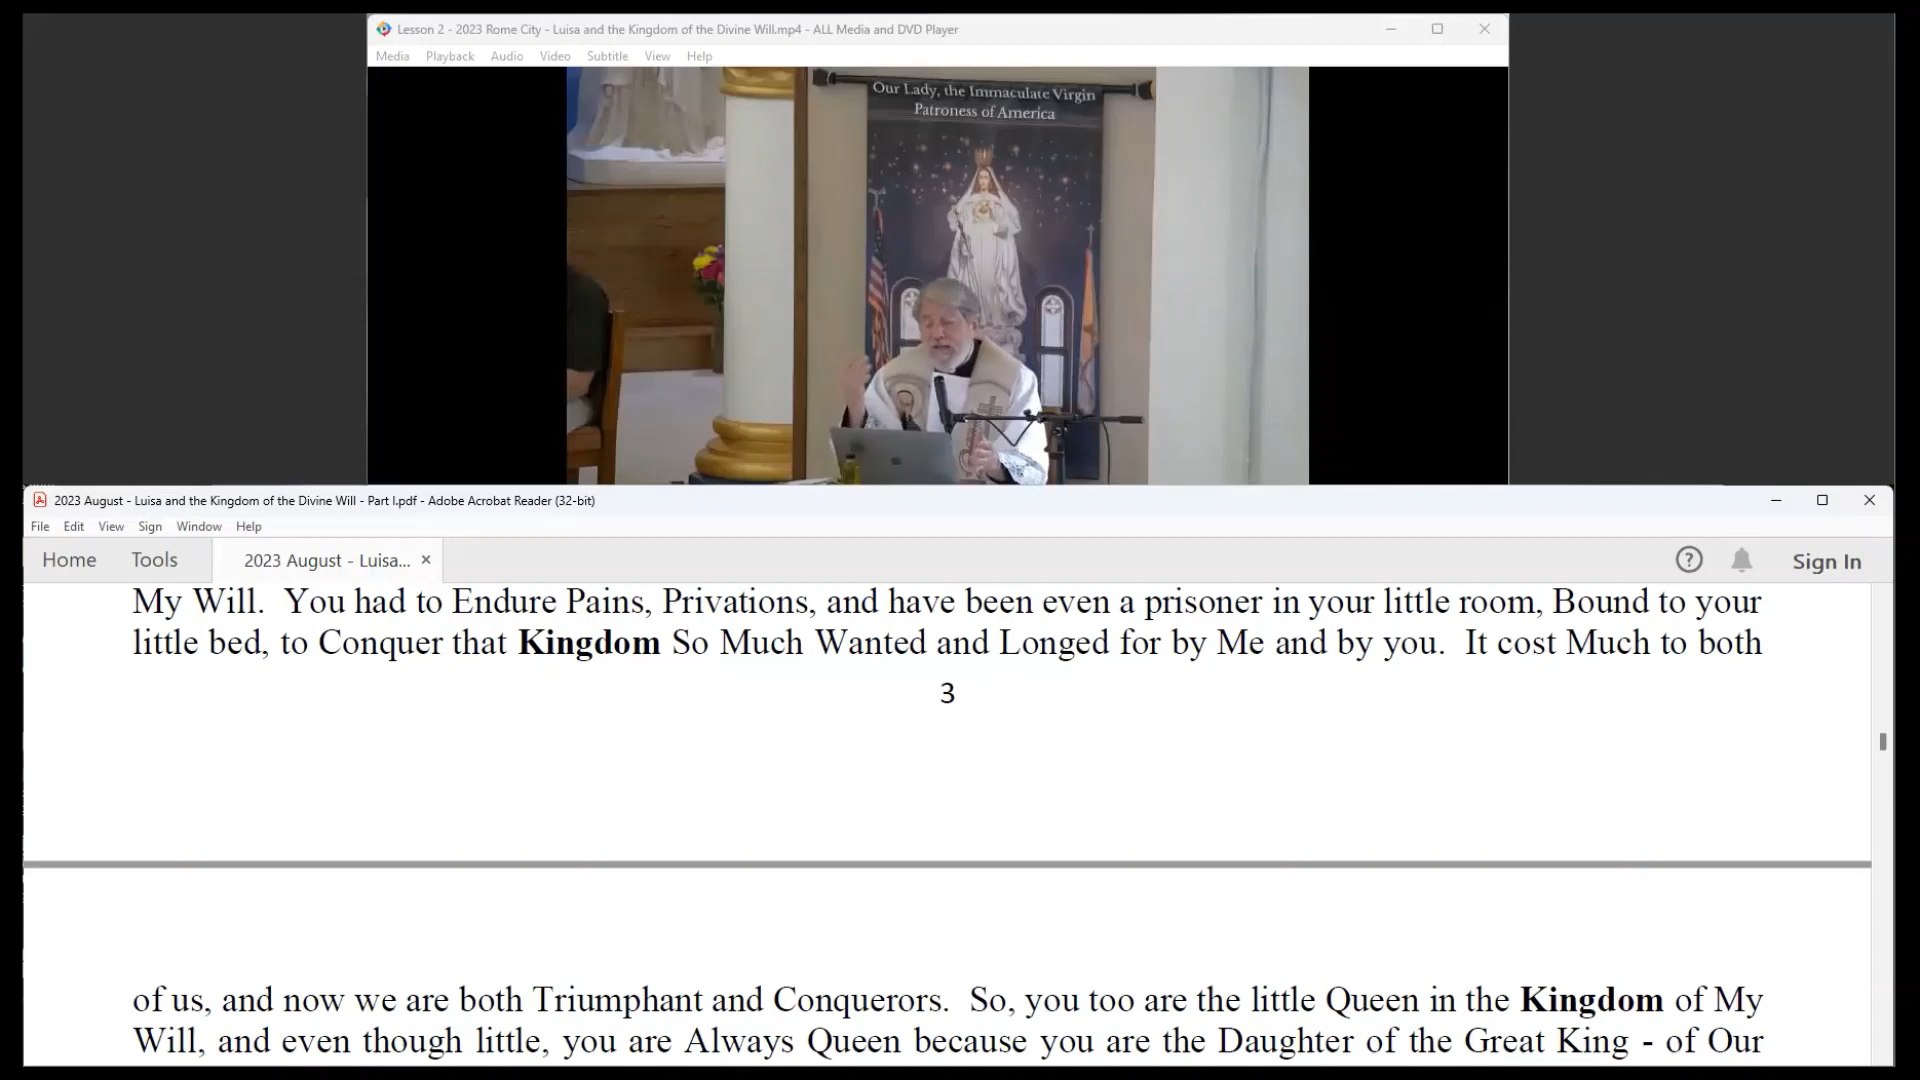 Lesson 2 - 2023 Rome City - Luisa and the Kingdom of the Divine Will.mp4 - ALL Media and DVD Player
Media Playback Audio Video Subtitle View Help
Our Lady, the Immaculate Virgin
Patroness of America
2023 August - Luisa and the Kingdom of the Divine Will - Part I.pdf - Adobe Acrobat Reader (32-bit)
File Edit View Sign Window Help
Home Tools 2023 August - Luisa... × Sign In
My Will. You had to Endure Pains, Privations, and have been even a prisoner in your little room, Bound to your
little bed, to Conquer that Kingdom So Much Wanted and Longed for by Me and by you. It cost Much to both
3
of us, and now we are both Triumphant and Conquerors. So, you too are the little Queen in the Kingdom of My
Will, and even though little, you are Always Queen because you are the Daughter of the Great King - of Our